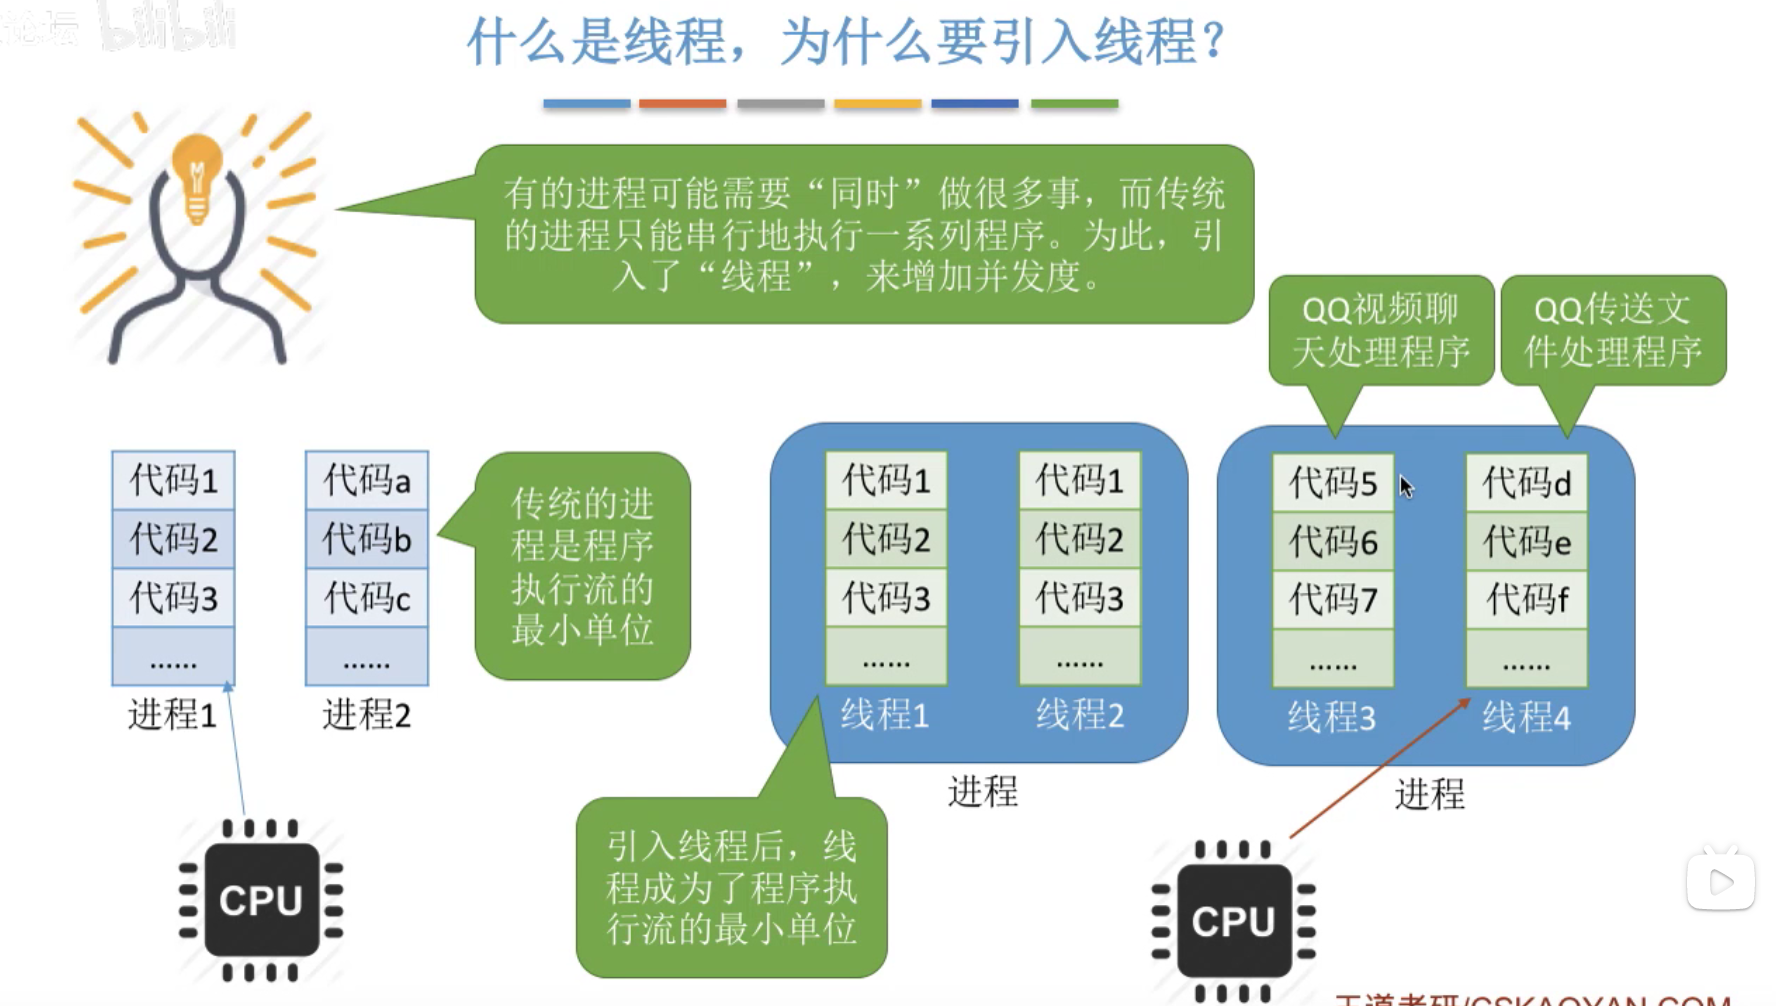 论坛 bilibili
什么是线程，为什么要引入线程？
有的进程可能需要“同时”做很多事，而传统
的进程只能串行地执行一系列程序。为此，引
入了“线程”，来增加并发度。
QQ视频聊
天处理程序
QQ传送文
件处理程序
代码1
代码2
代码3
……
进程1
代码a
代码b
代码c
……
进程2
传统的进
程是程序
执行流的
最小单位
代码1
代码2
代码3
……
线程1
代码1
代码2
代码3
……
线程2
进程
代码5
代码6
代码7
……
线程3
代码d
代码e
代码f
……
线程4
进程
引入线程后，线
程成为了程序执
行流的最小单位
CPU
CPU
王道考研/CSKAOYAN.COM